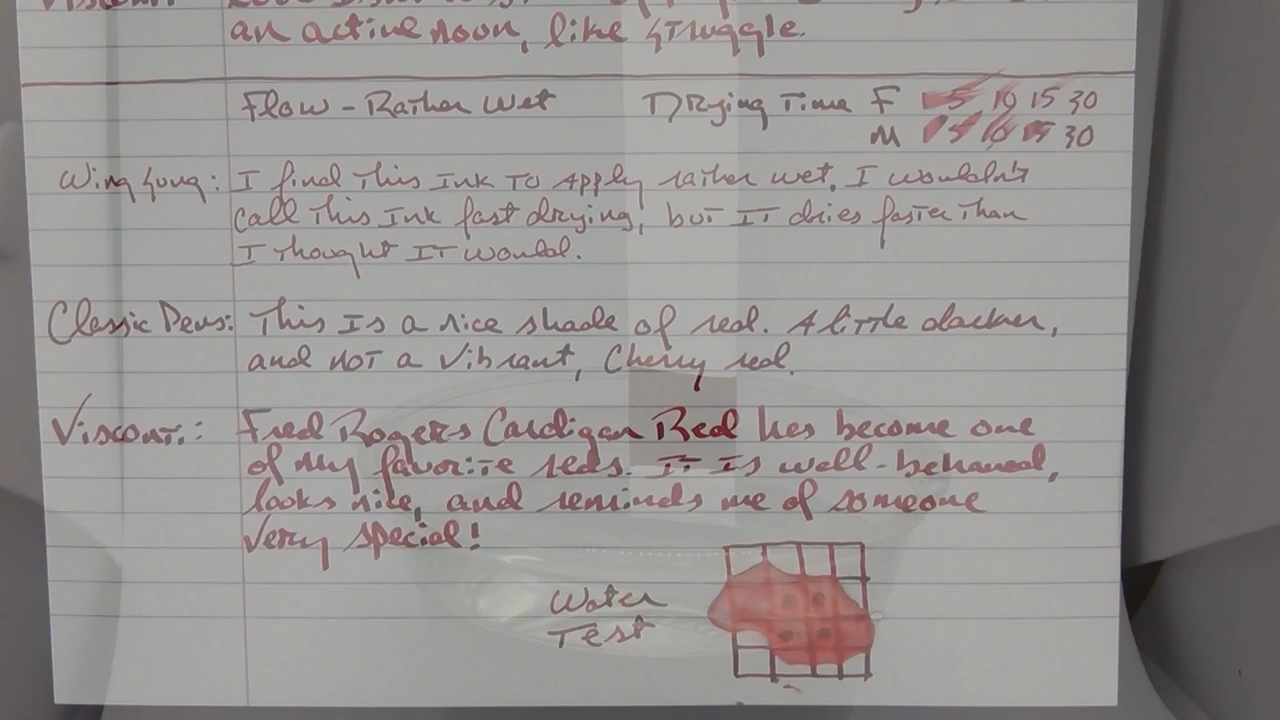 an active noun, like struggle.
Flow - Rather Wet Drying Time F 5 10 15 30
M 5 10 15 30
Wing Sung: I find this Ink to apply rather wet. I wouldn't
call this Ink fast drying, but it dries faster than
I thought it would.
Classic Pens: This is a nice shade of red. A little darker,
and not a vibrant, cherry red.
Visconti: Fred Rogers Cardigan Red has become one
of my favorite reds. It is well-behaved,
looks nice, and reminds me of someone
very special!
Water
Test